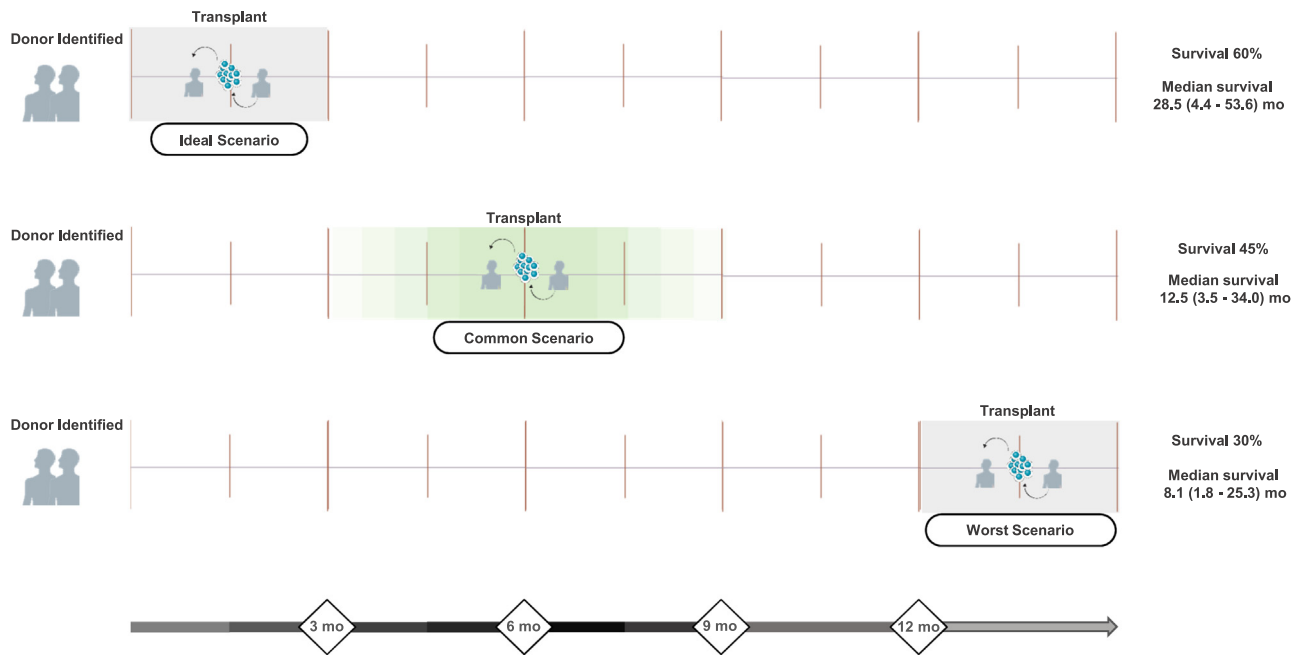 Transplant
Donor Identified
Survival 60%
Median survival
28.5 (4.4 - 53.6) mo
Ideal Scenario
Transplant
Donor Identified
Survival 45%
Median survival
12.5 (3.5 - 34.0) mo
Common Scenario
Transplant
Donor Identified
Survival 30%
Median survival
8.1 (1.8 - 25.3) mo
Worst Scenario
3 mo
6 mo
9 mo
12 mo